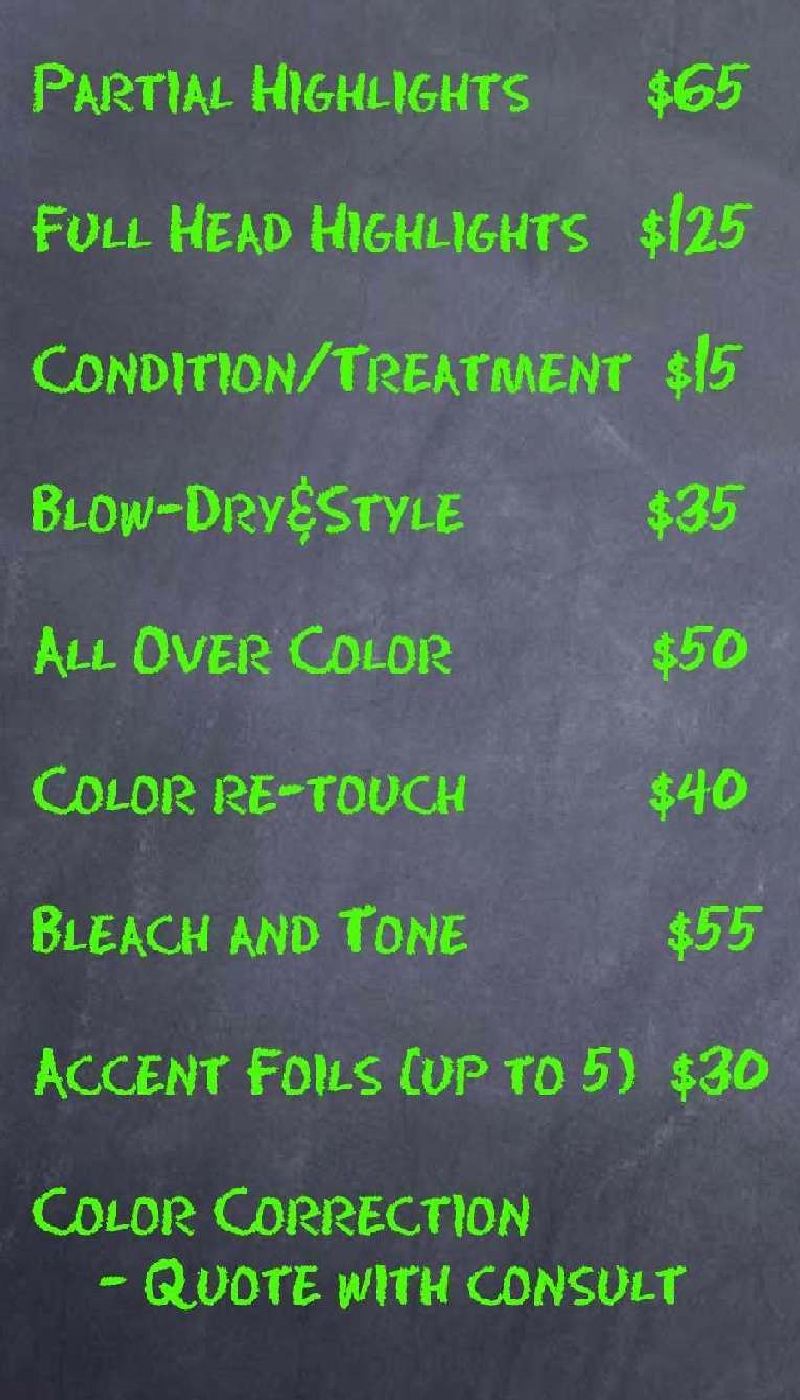 Partial Highlights $65
Full Head Highlights $125
Condition/Treatment $15
Blow-Dry&Style $35
All Over Color $50
Color re-touch $40
Bleach and Tone $55
Accent Foils (up to 5) $30
Color Correction
- Quote with consult